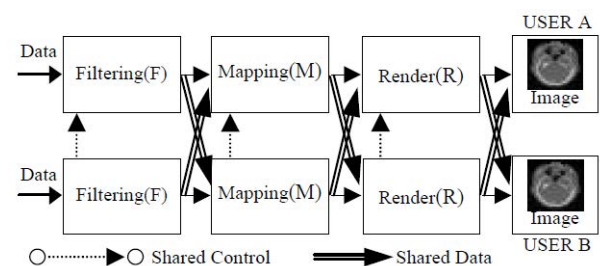 USER A
Data
Filtering(F)
Mapping(M)
Render(R)
Image
Data
Filtering(F)
Mapping(M)
Render(R)
Image
USER B
Shared Control
Shared Data